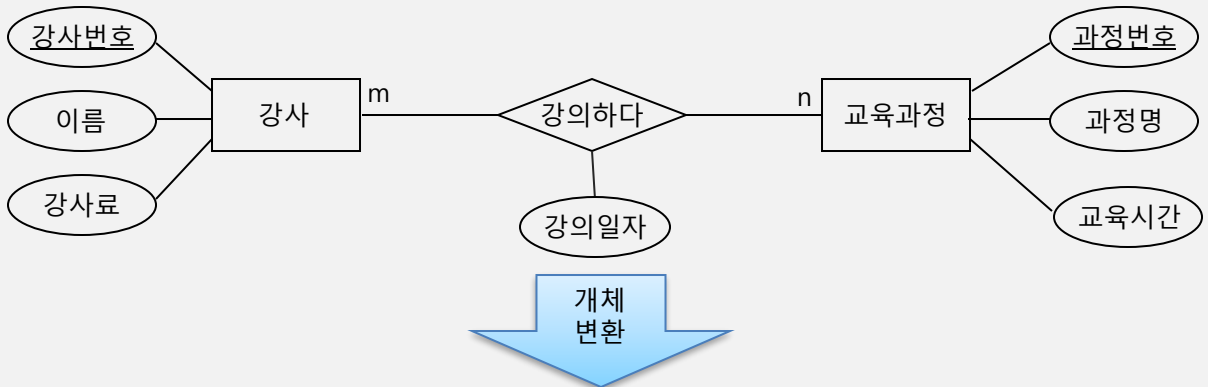 강사번호
이름
강사료
강사
m
강의하다
강의일자
n
교육과정
과정번호
과정명
교육시간
개체
변환